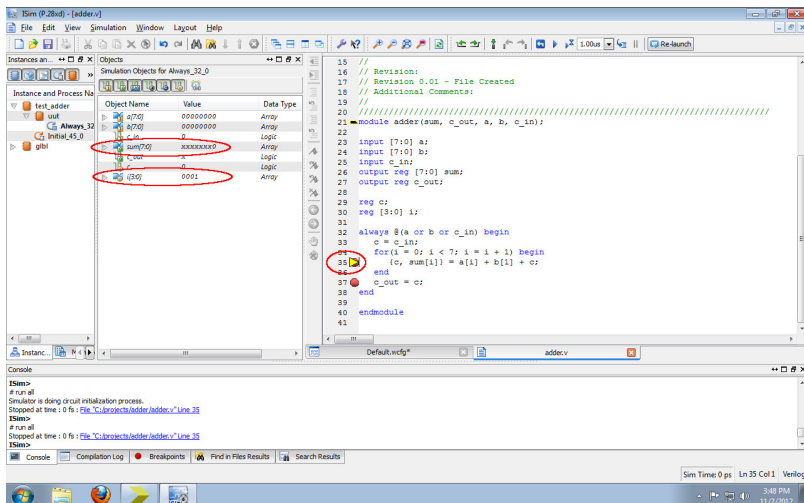 ISim (P.28xd) - [adder.v]
File Edit View Simulation Window Layout Help
1.00us Re-launch
Instances an...
Instance and Process Na
test_adder
uut
Always_32
Initial_45_0
glbl
Instanc...
Objects
Simulation Objects for Always_32_0
Object Name Value Data Type
a[7:0] 00000000 Array
b[7:0] 00000000 Array
c_in 0 Logic
sum[7:0] xxxxxxx0 Array
c_out x Logic
c 0 Logic
i[3:0] 0001 Array
15 //
16 // Revision:
17 // Revision 0.01 - File Created
18 // Additional Comments:
19 //
20 //////////////////////////////////////////////////////////////////////////////////
21 module adder(sum, c_out, a, b, c_in);
22
23 input [7:0] a;
24 input [7:0] b;
25 input c_in;
26 output reg [7:0] sum;
27 output reg c_out;
28
29 reg c;
30 reg [3:0] i;
31
32 always @(a or b or c_in) begin
33 c = c_in;
34 for(i = 0; i < 7; i = i + 1) begin
35 {c, sum[i]} = a[i] + b[1] + c;
36 end
37 c_out = c;
38 end
39
40 endmodule
41
Default.wcfg* adder.v
Console
ISim>
# run all
Simulator is doing circuit initialization process.
Stopped at time : 0 fs : File "C:/projects/adder/adder.v" Line 35
ISim>
# run all
Stopped at time : 0 fs : File "C:/projects/adder/adder.v" Line 35
ISim>
Console Compilation Log Breakpoints Find in Files Results Search Results
Sim Time: 0 ps Ln 35 Col 1 Verilog
3:48 PM
11/7/2012